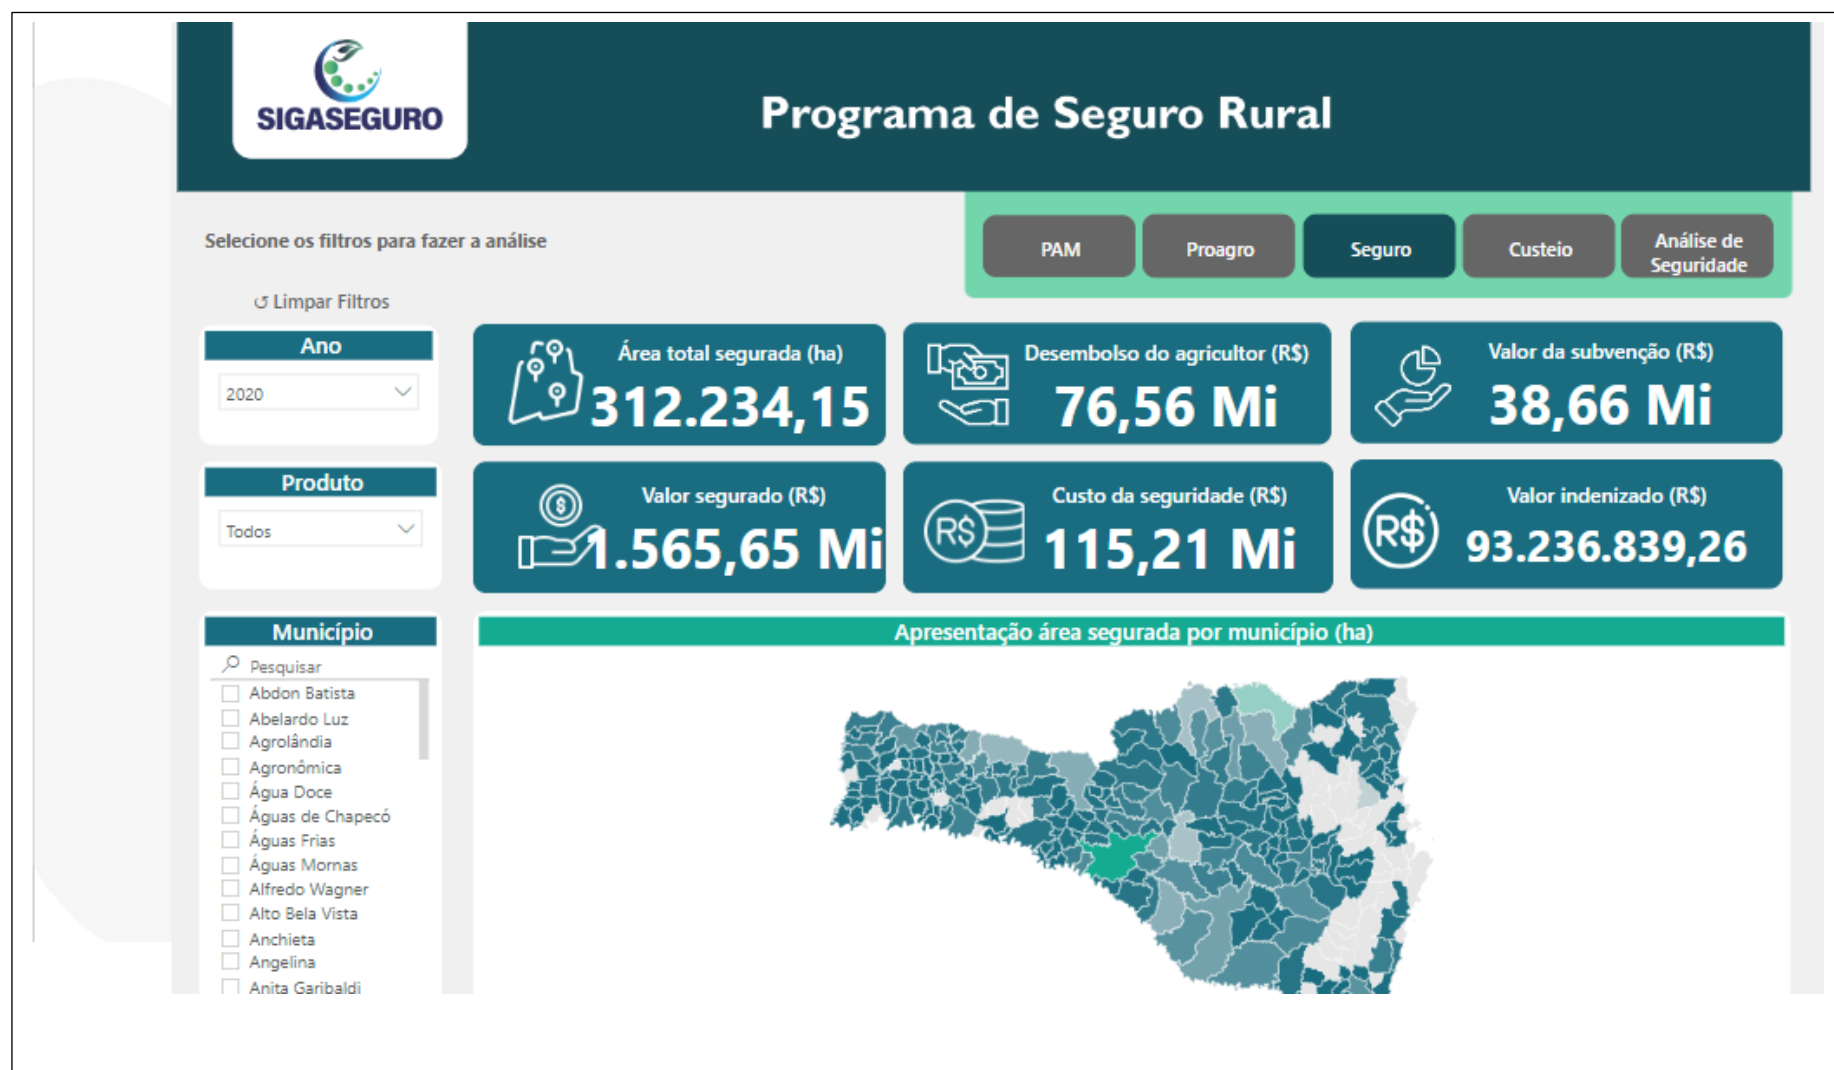 SIGASEGURO
Programa de Seguro Rural
Selecione os filtros para fazer a análise
PAM
Proagro
Seguro
Custeio
Análise de
Seguridade
↺ Limpar Filtros
Ano
2020
Área total segurada (ha)
312.234,15
Desembolso do agricultor (R$)
76,56 Mi
Valor da subvenção (R$)
38,66 Mi
Produto
Todos
Valor segurado (R$)
1.565,65 Mi
R$
Custo da seguridade (R$)
115,21 Mi
R$
Valor indenizado (R$)
93.236.839,26
Município
Pesquisar
Abdon Batista
Abelardo Luz
Agrolândia
Agronômica
Água Doce
Águas de Chapecó
Águas Frias
Águas Mornas
Alfredo Wagner
Alto Bela Vista
Anchieta
Angelina
Anita Garibaldi
Apresentação área segurada por município (ha)